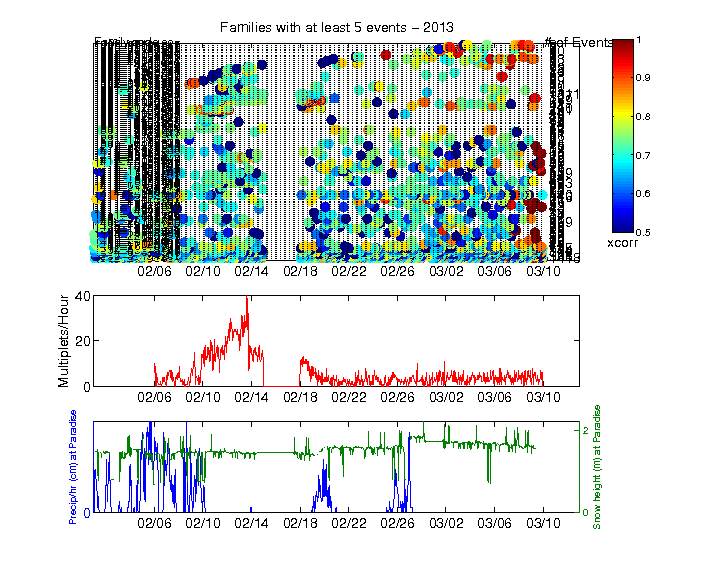 Families with at least 5 events – 2013
# of Events
1
0.9
0.8
0.7
0.6
0.5
xcorr
02/06 02/10 02/14 02/18 02/22 02/26 03/02 03/06 03/10
Multiplets/Hour
40
20
0
02/06 02/10 02/14 02/18 02/22 02/26 03/02 03/06 03/10
Precip/hr (cm) at Paradise
2
0
0
Snow height (m) at Paradise
02/06 02/10 02/14 02/18 02/22 02/26 03/02 03/06 03/10